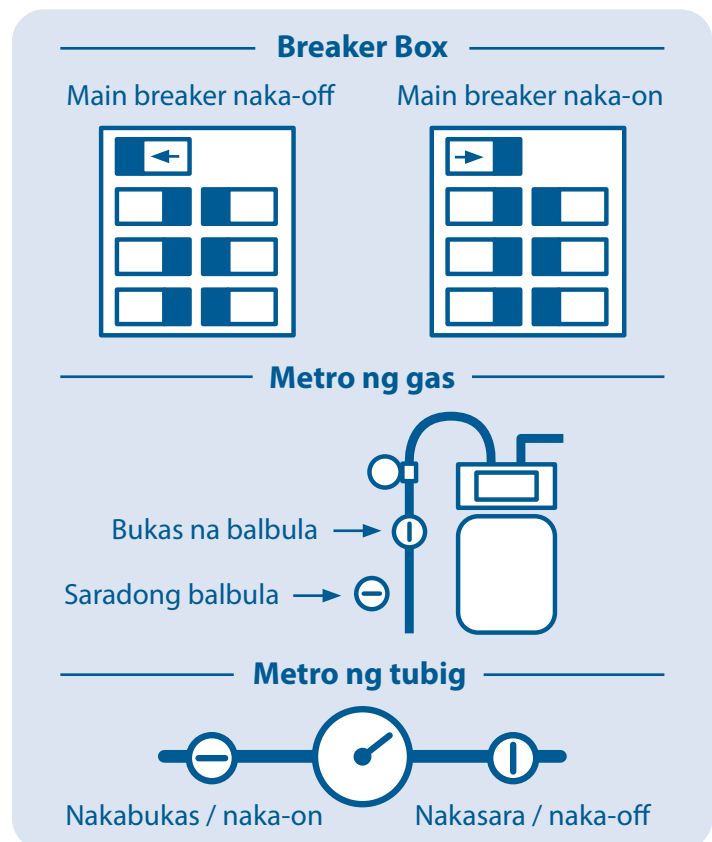 Breaker Box
Main breaker naka-off
Main breaker naka-on
Metro ng gas
Bukas na balbula
Saradong balbula
Metro ng tubig
Nakabukas / naka-on
Nakasara / naka-off